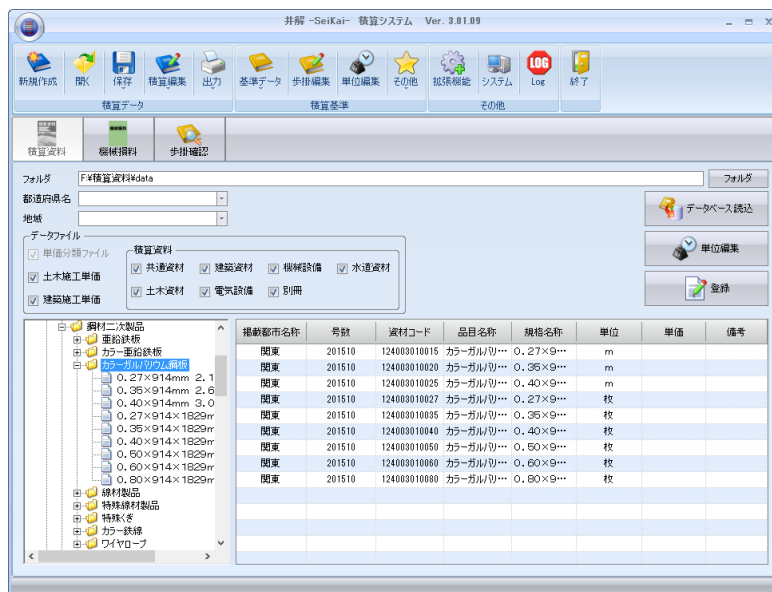 井解 -SeiKai- 積算システム Ver. 3.01.09
新規作成 開く 保存 積算編集 出力 基準データ 歩掛編集 単位編集 その他 拡張機能 システム Log 終了
積算データ 積算基準 その他
積算資料 機械損料 歩掛確認
フォルダ F:¥積算資料¥data フォルダ
都道府県名
地域
データベース読込
単位編集
登録
データファイル
単価分類ファイル
土木施工単価
建築施工単価
積算資料
共通資材 建築資材 機械設備 水道資材
土木資材 電気設備 別冊
鋼材二次製品
亜鉛鉄板
カラー亜鉛鉄板
カラーガルバリウム鋼板
0.27×914mm 2.1
0.35×914mm 2.6
0.40×914mm 3.0
0.27×914×1829m
0.35×914×1829m
0.40×914×1829m
0.50×914×1829m
0.60×914×1829m
0.80×914×1829m
線材製品
特殊線材製品
特殊くぎ
カラー鉄線
ワイヤロープ
掲載都市名称 号数 資材コード 品目名称 規格名称 単位 単価 備考
関東 201510 124003010015 カラーガルバリ… 0.27×9… m
関東 201510 124003010020 カラーガルバリ… 0.35×9… m
関東 201510 124003010025 カラーガルバリ… 0.40×9… m
関東 201510 124003010027 カラーガルバリ… 0.27×9… 枚
関東 201510 124003010035 カラーガルバリ… 0.35×9… 枚
関東 201510 124003010040 カラーガルバリ… 0.40×9… 枚
関東 201510 124003010050 カラーガルバリ… 0.50×9… 枚
関東 201510 124003010060 カラーガルバリ… 0.60×9… 枚
関東 201510 124003010080 カラーガルバリ… 0.80×9… 枚